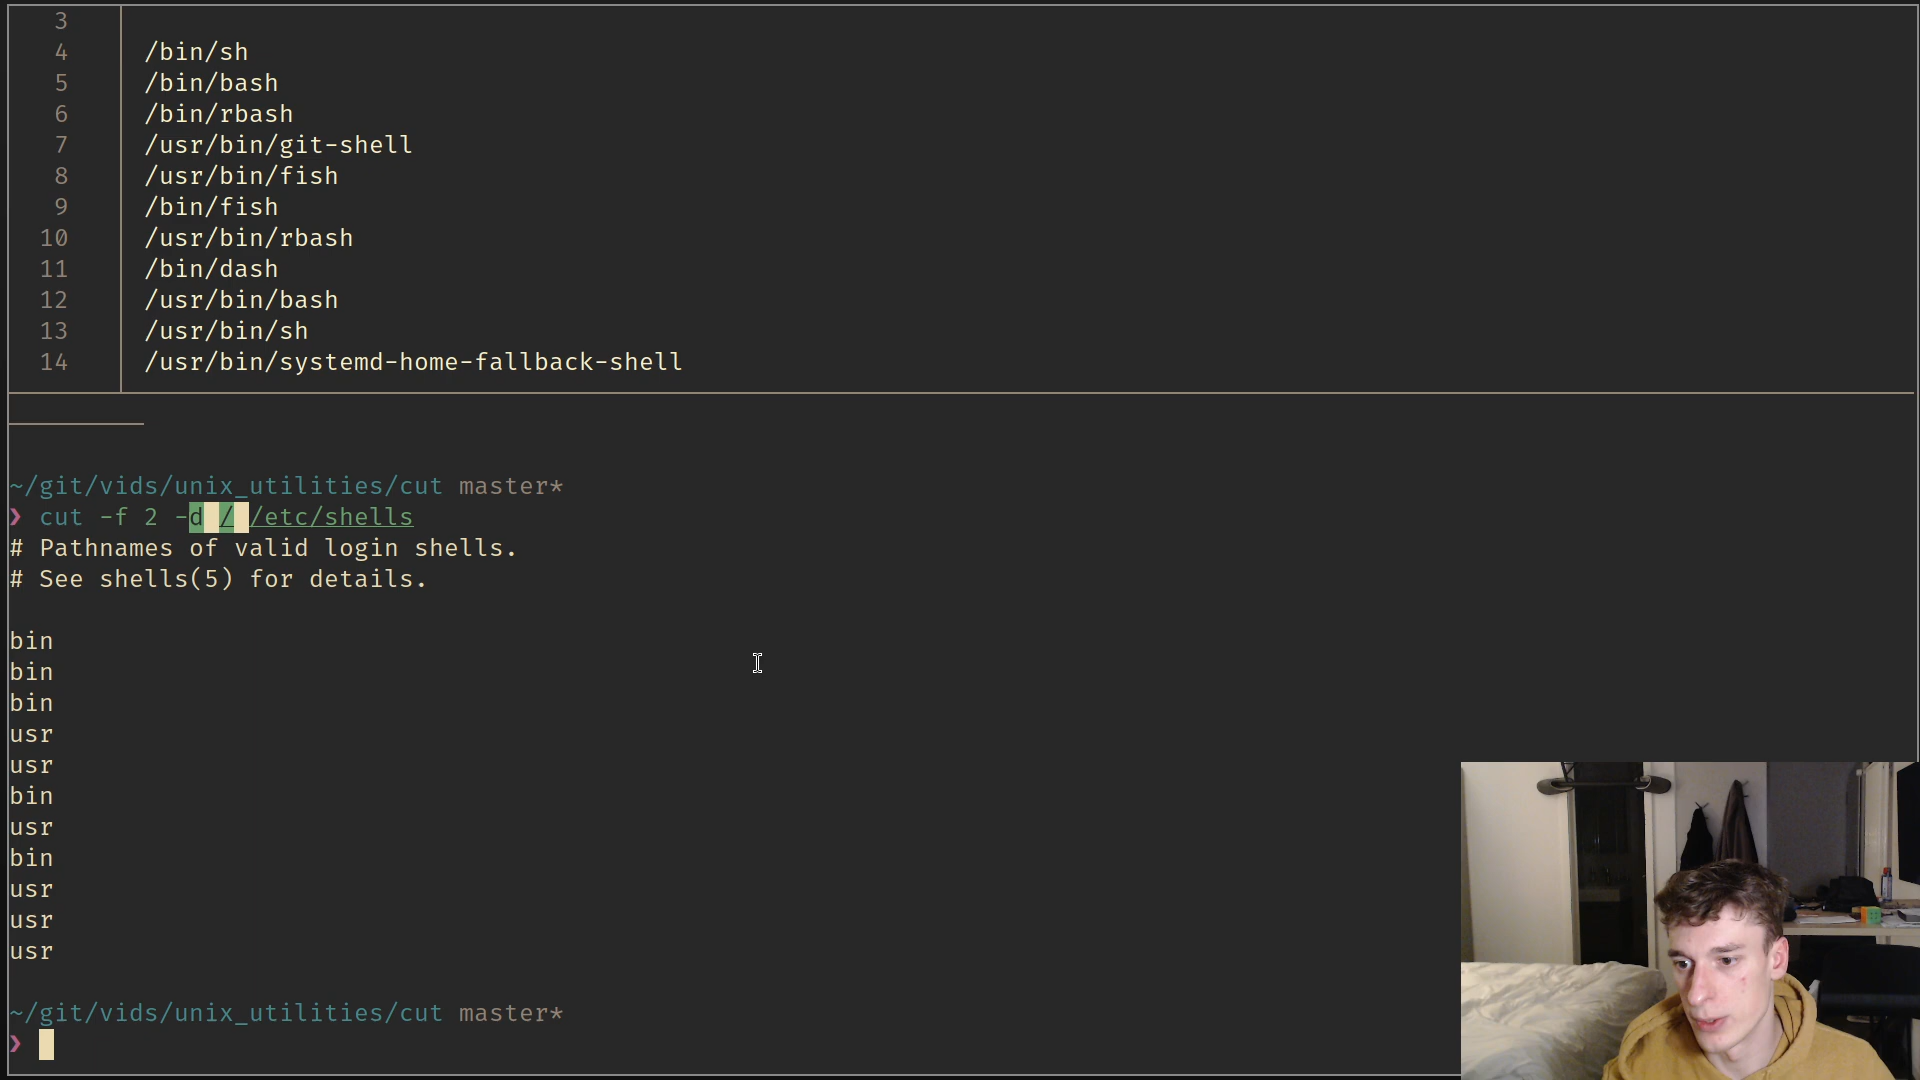 3
4 /bin/sh
5 /bin/bash
6 /bin/rbash
7 /usr/bin/git-shell
8 /usr/bin/fish
9 /bin/fish
10 /usr/bin/rbash
11 /bin/dash
12 /usr/bin/bash
13 /usr/bin/sh
14 /usr/bin/systemd-home-fallback-shell
~/git/vids/unix_utilities/cut master*
❯ cut -f 2 -d / /etc/shells
# Pathnames of valid login shells.
# See shells(5) for details.
bin
bin
bin
usr
usr
bin
usr
bin
usr
usr
usr
~/git/vids/unix_utilities/cut master*
❯